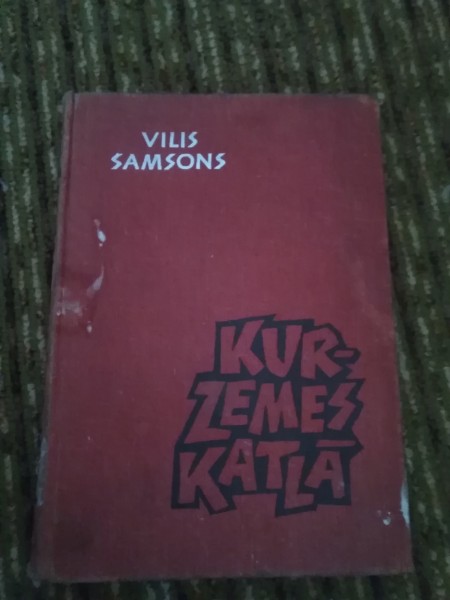 VILIS
SAMSONS
KUR-
ZEMES
KATLĀ